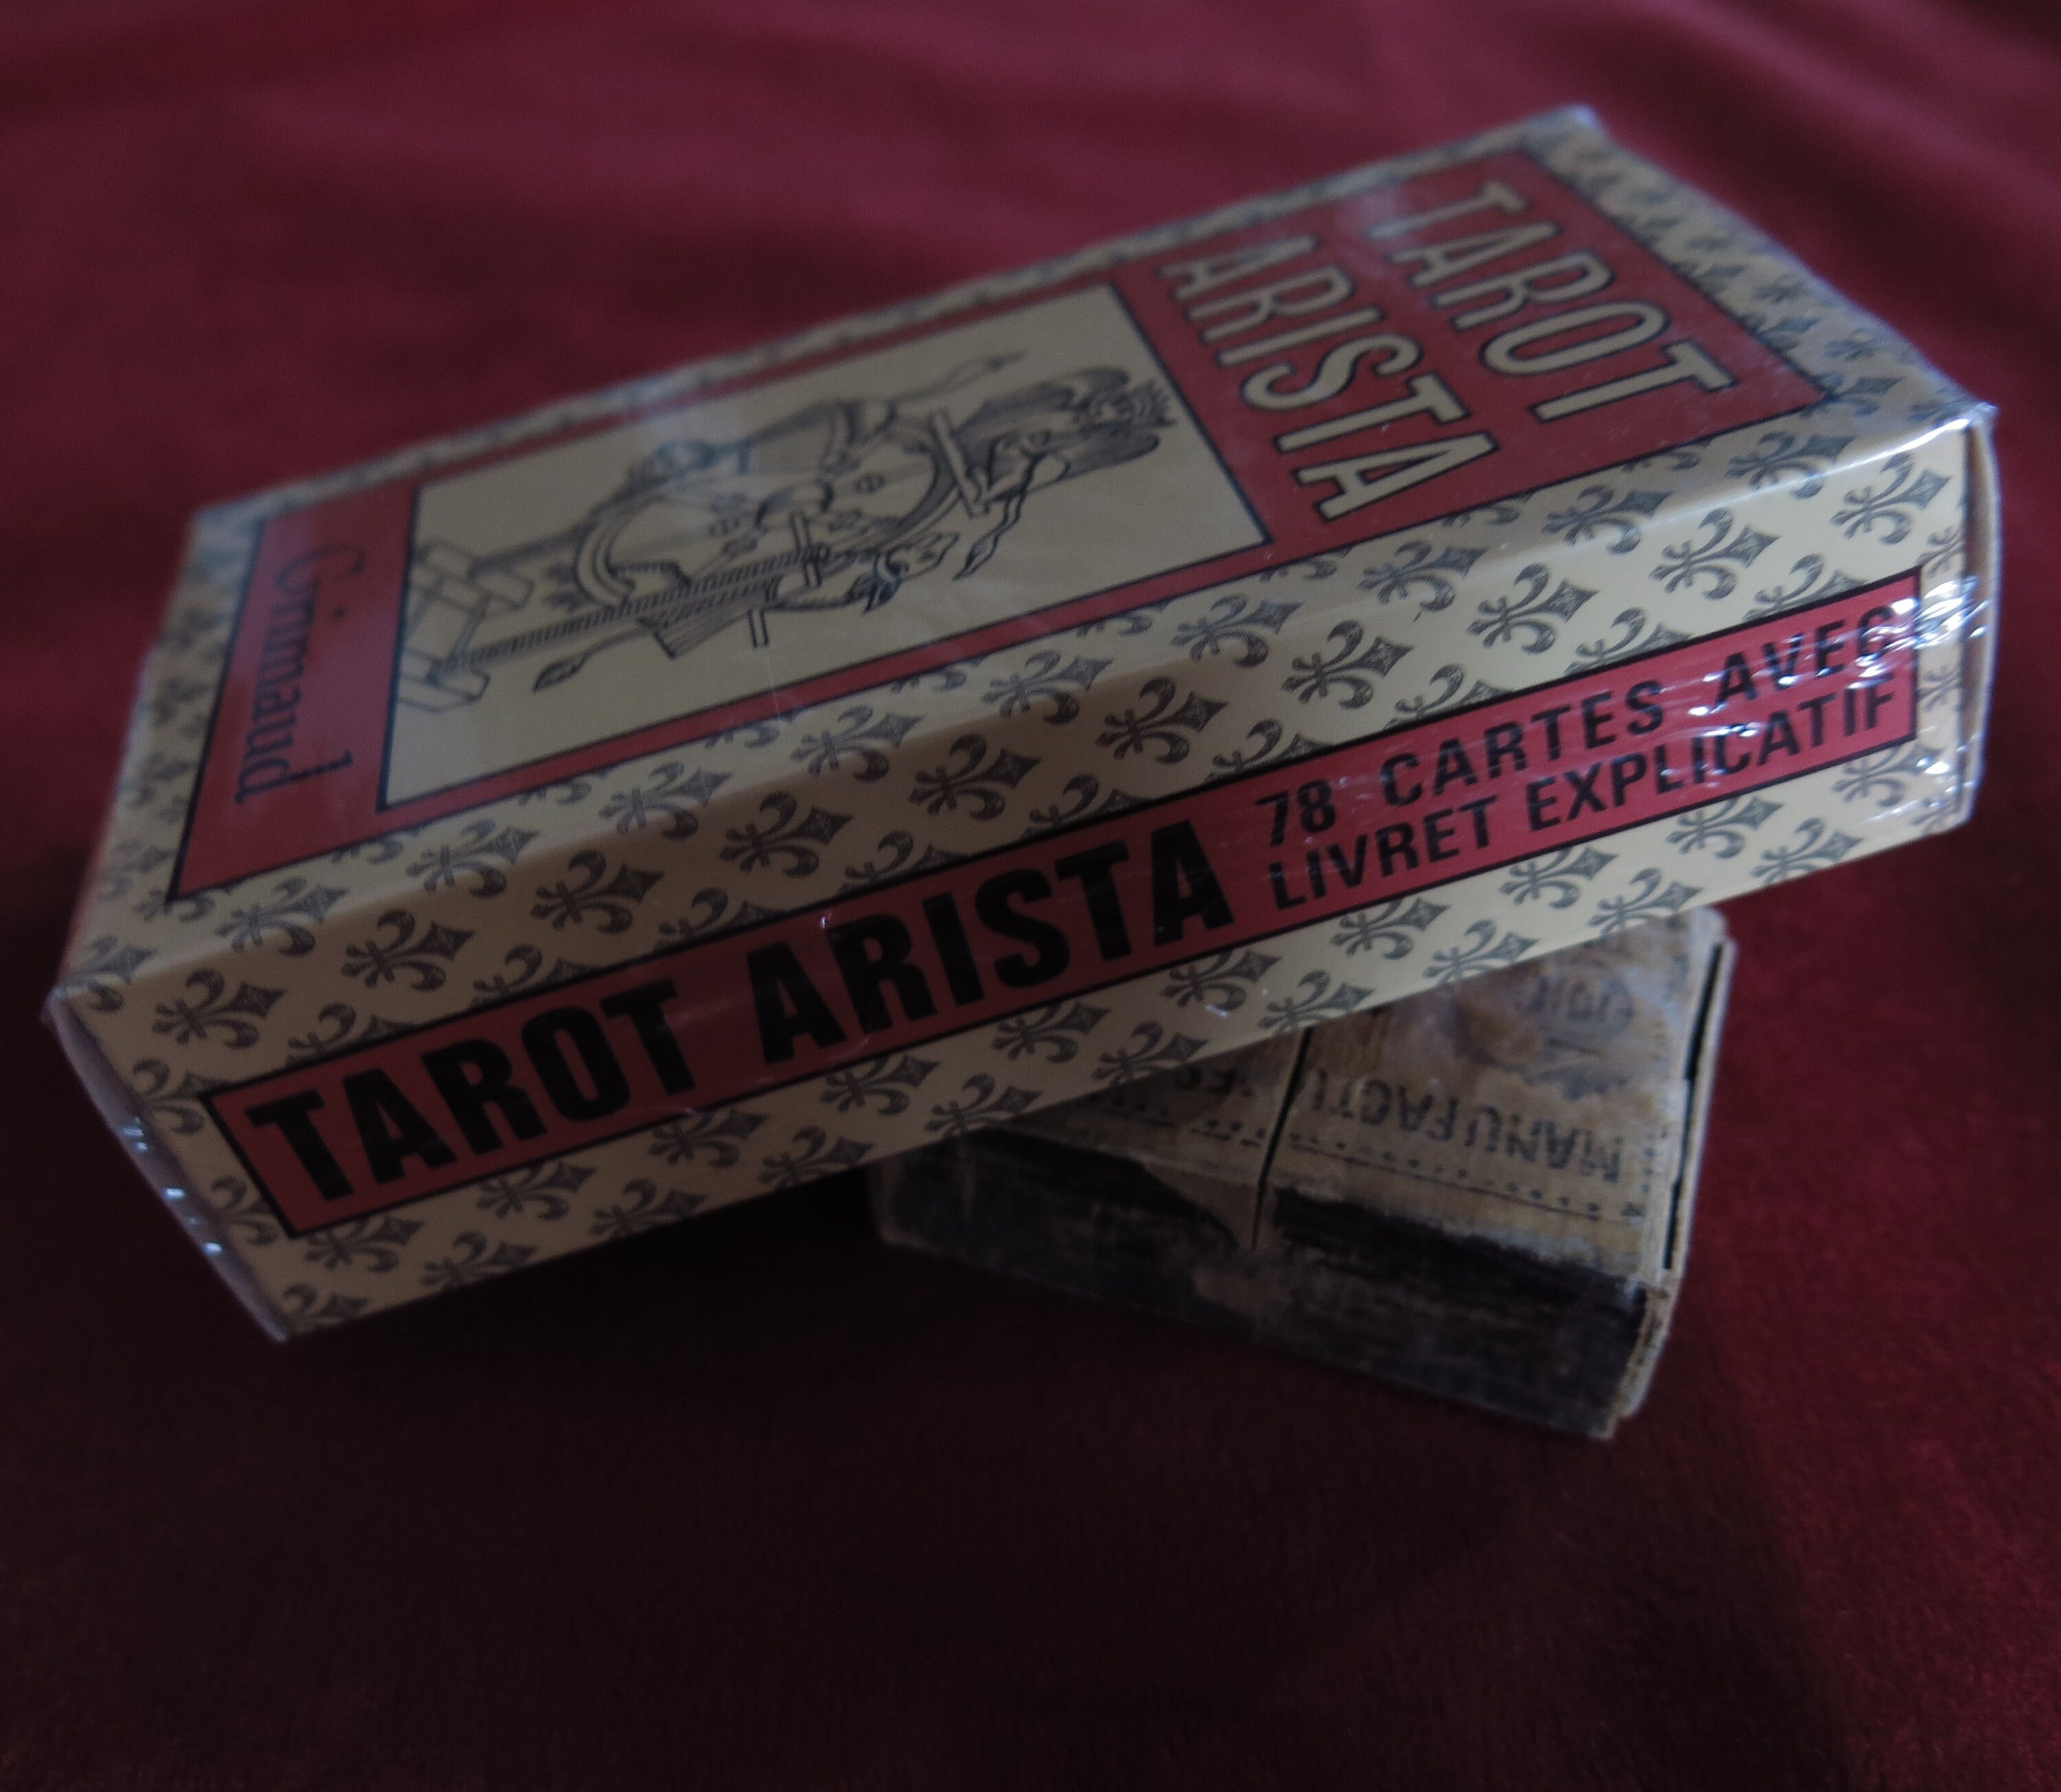 TAROT
ARISTA
Grimaud
TAROT ARISTA
78 CARTES AVEC
LIVRET EXPLICATIF